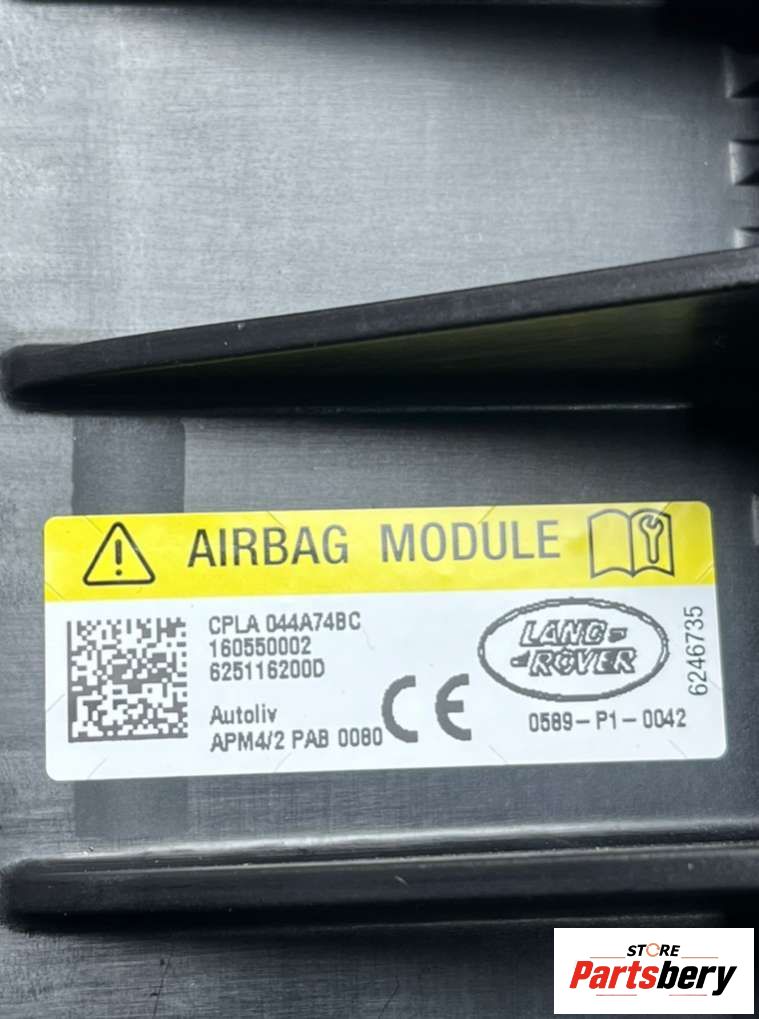 AIRBAG MODULE
CPLA 044A74BC
160550002
625116200D
Autoliv
APM4/2 PAB 0080
CE
LAND-
-ROVER
0589-P1-0042
6246735
STORE
Partsbery